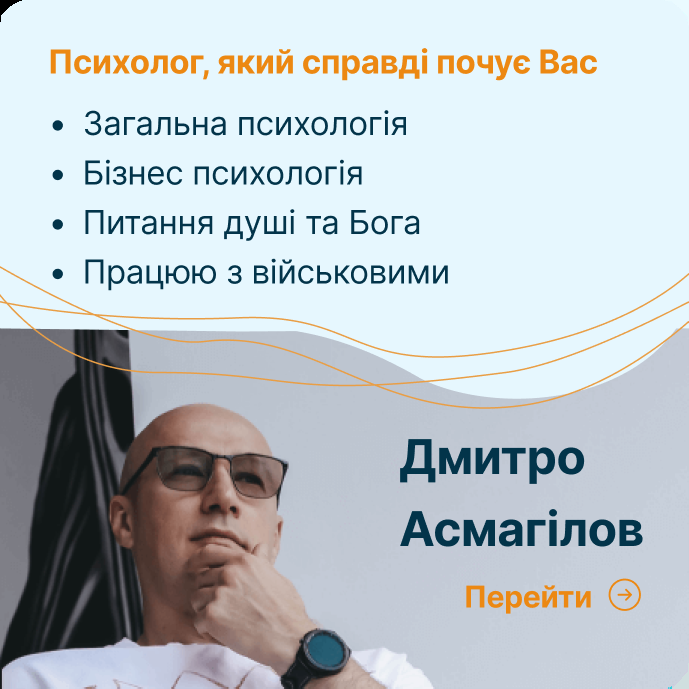 Психолог, який справді почує Вас
• Загальна психологія
• Бізнес психологія
• Питання душі та Бога
• Працюю з військовими
Дмитро
Асмагілов
Перейти